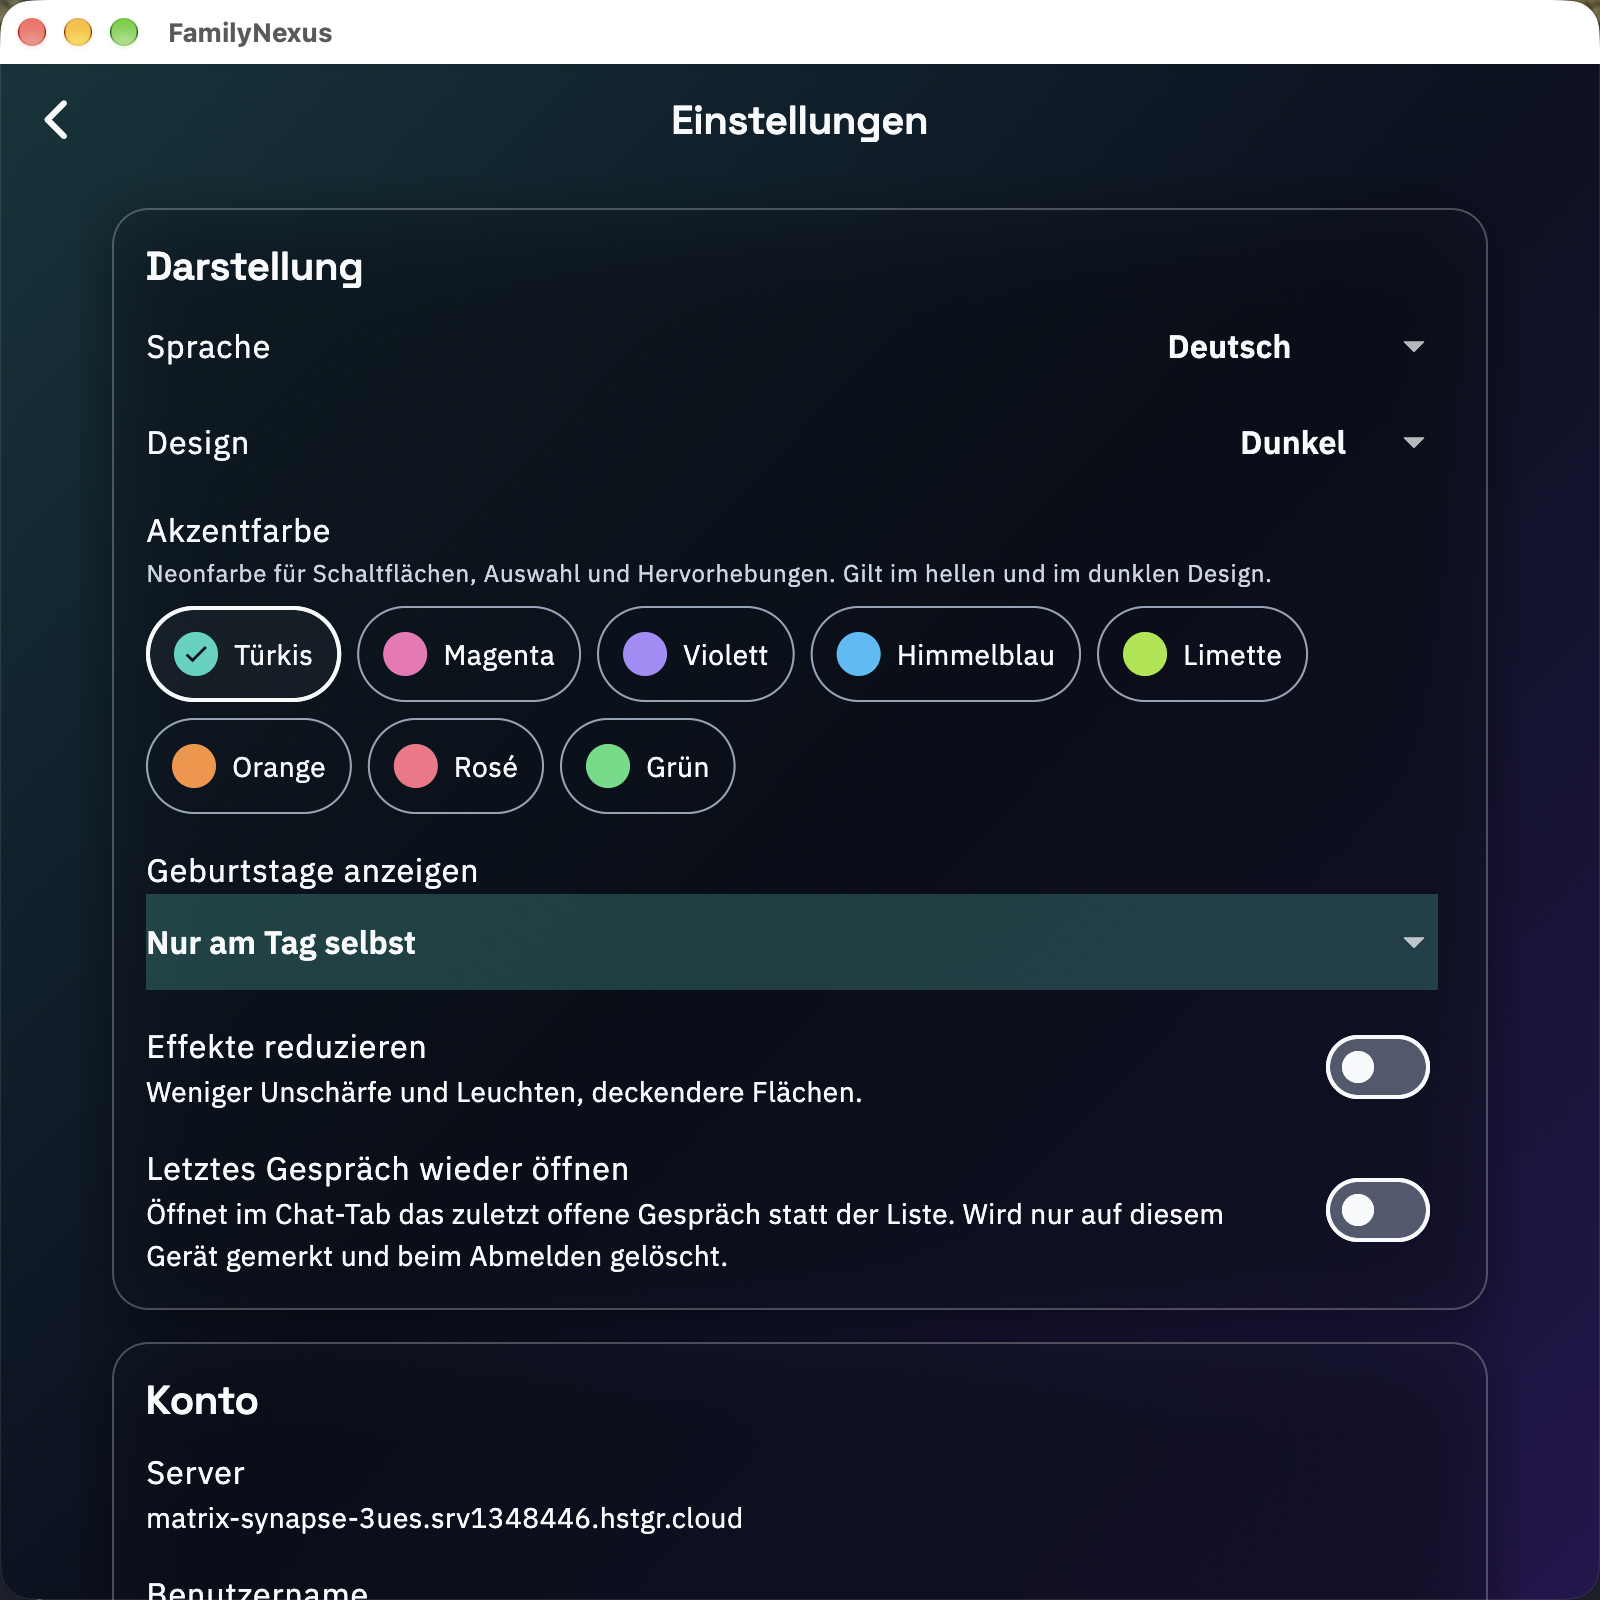 FamilyNexus
Einstellungen
Darstellung
Sprache
Deutsch
Design
Dunkel
Akzentfarbe
Neonfarbe für Schaltflächen, Auswahl und Hervorhebungen. Gilt im hellen und im dunklen Design.
Türkis
Magenta
Violett
Himmelblau
Limette
Orange
Rosé
Grün
Geburtstage anzeigen
Nur am Tag selbst
Effekte reduzieren
Weniger Unschärfe und Leuchten, deckendere Flächen.
Letztes Gespräch wieder öffnen
Öffnet im Chat-Tab das zuletzt offene Gespräch statt der Liste. Wird nur auf diesem
Gerät gemerkt und beim Abmelden gelöscht.
Konto
Server
matrix-synapse-3ues.srv1348446.hstgr.cloud
Benutzername